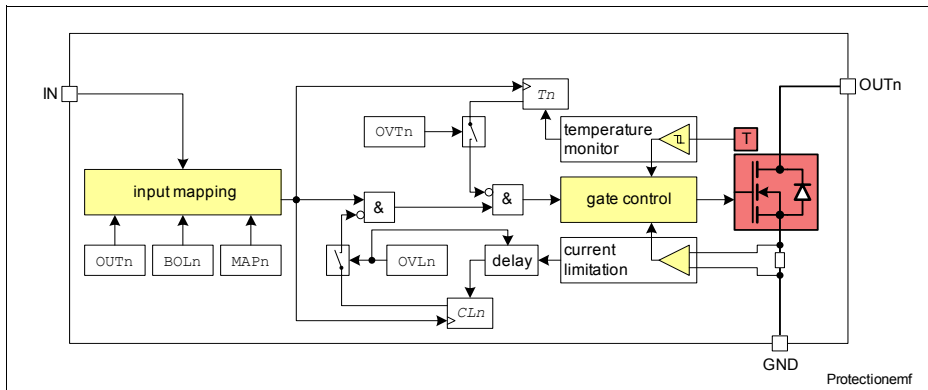 IN
OUTn
Tn
OVTn
temperature
monitor
T
input mapping
&
&
gate control
OUTn
BOLn
MAPn
OVLn
delay
current
limitation
CLn
GND
Protectionemf